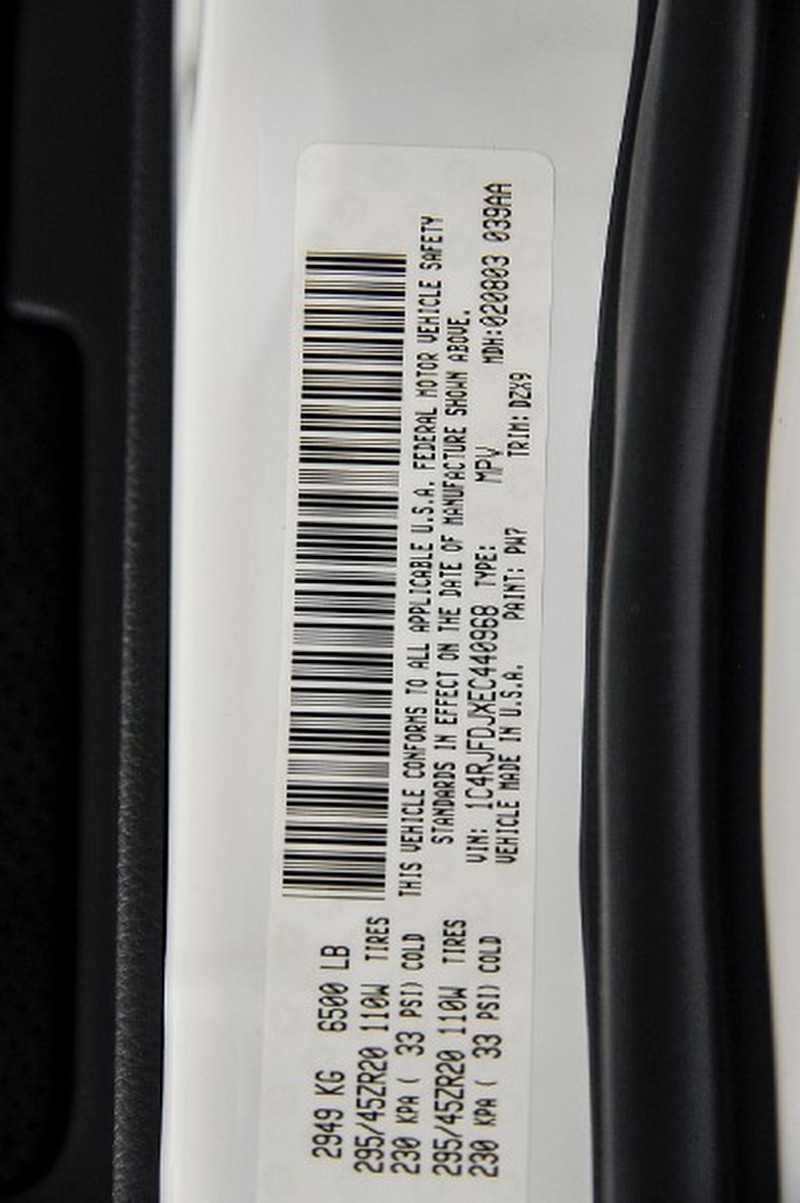 2949 KG 6500 LB
295/45ZR20 110W TIRES
230 KPA ( 33 PSI) COLD
295/45ZR20 110W TIRES
230 KPA ( 33 PSI) COLD
THIS VEHICLE CONFORMS TO ALL APPLICABLE U.S.A. FEDERAL MOTOR VEHICLE SAFETY
STANDARDS IN EFFECT ON THE DATE OF MANUFACTURE SHOWN ABOVE.
VIN: 1C4RJFDJXEC440968 TYPE: MPV MDH:020803 039AA
VEHICLE MADE IN U.S.A. PAINT: PW7 TRIM: DZX9